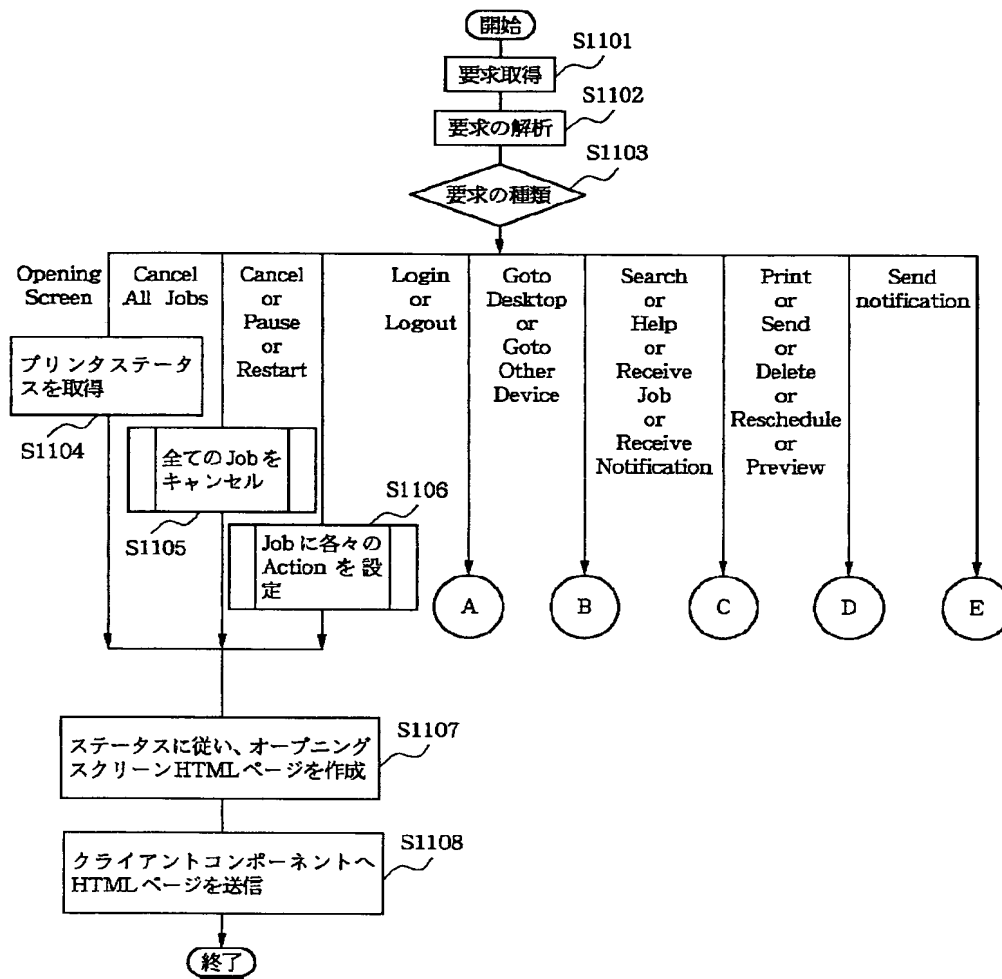 開始
S1101
要求取得
S1102
要求の解析
S1103
要求の種類
Opening
Screen
Cancel
All Jobs
Cancel
or
Pause
or
Restart
Login
or
Logout
Goto
Desktop
or
Goto
Other
Device
Search
or
Help
or
Receive
Job
or
Receive
Notification
Print
or
Send
or
Delete
or
Reschedule
or
Preview
Send
notification
プリンタステータ
スを取得
S1104
全てのJobを
キャンセル
S1105
S1106
Jobに各々の
Actionを設
定
A
B
C
D
E
S1107
ステータスに従い、オープニング
スクリーンHTMLページを作成
S1108
クライアントコンポーネントへ
HTMLページを送信
終了